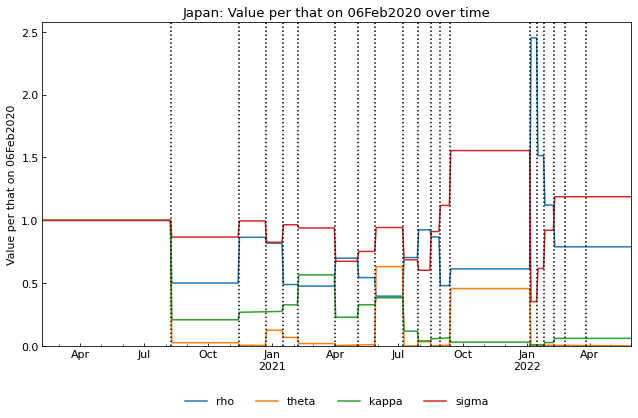 Japan: Value per that on 06Feb2020 over time
Value per that on 06Feb2020
2.5
2.0
1.5
1.0
0.5
0.0
Apr Jul Oct Jan Apr Jul Oct Jan Apr
2021 2022
rho theta kappa sigma